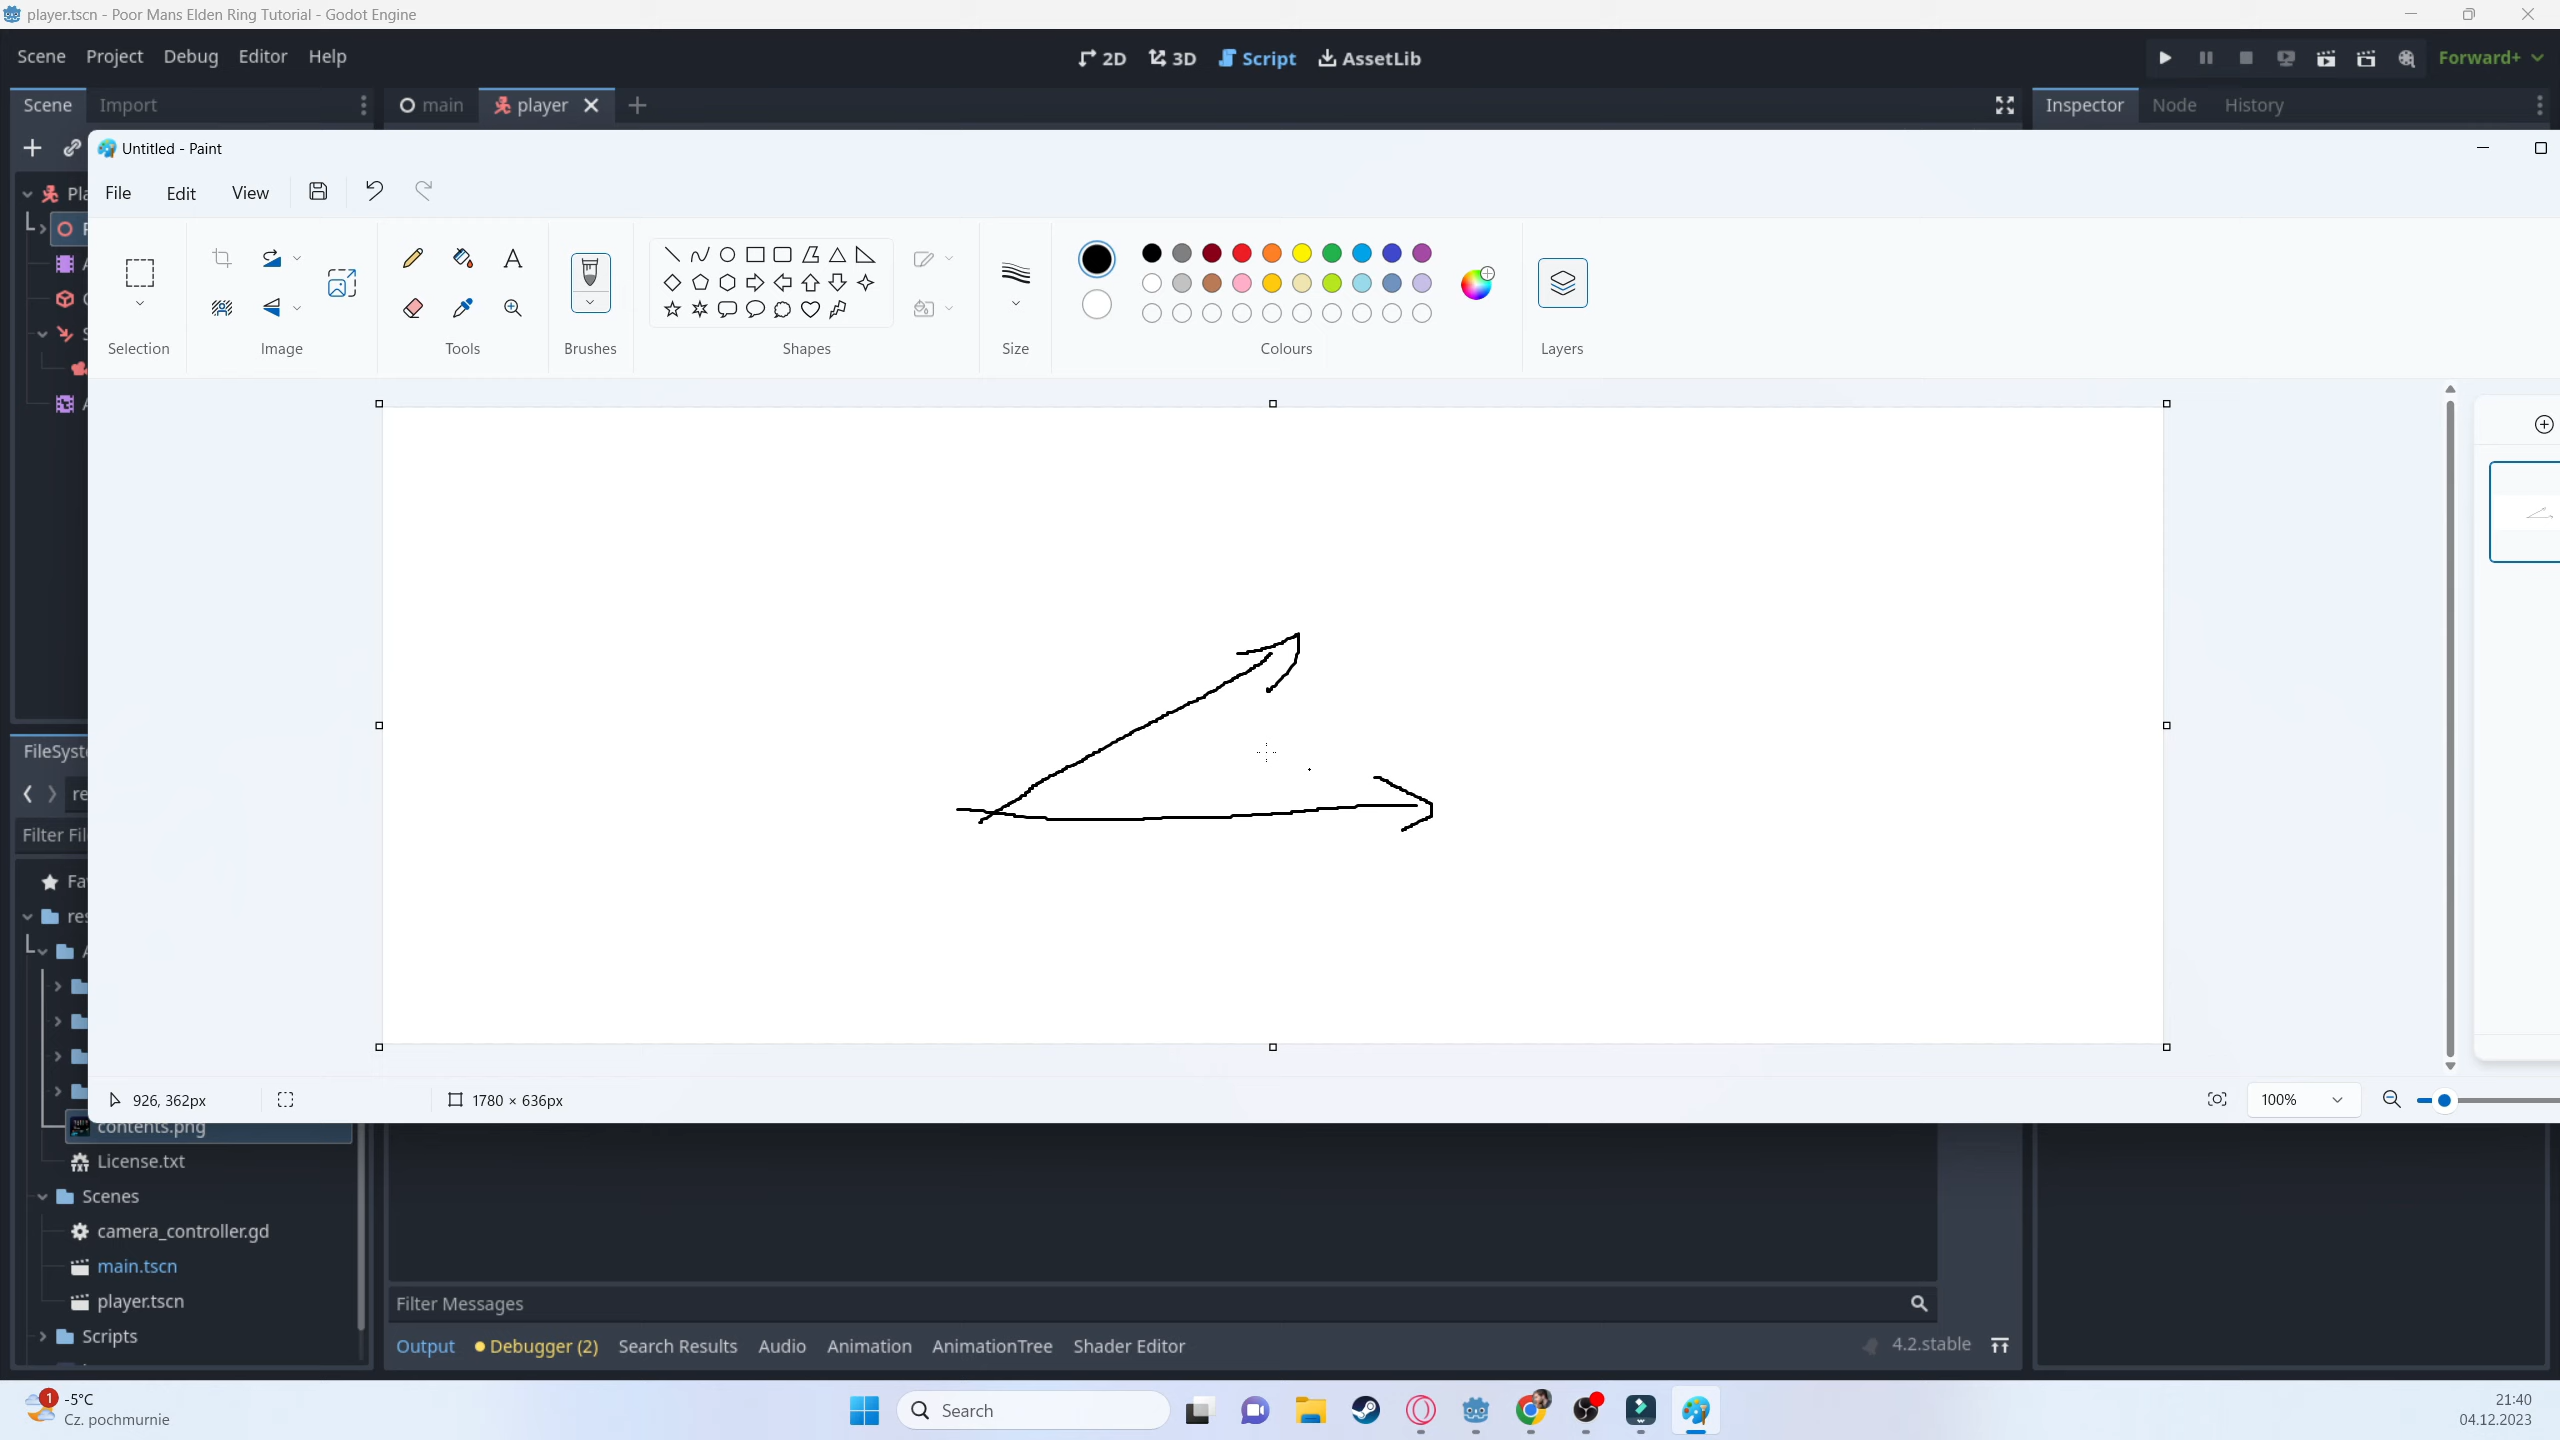 player.tscn - Poor Mans Elden Ring Tutorial - Godot Engine
Scene Project Debug Editor Help
2D 3D Script AssetLib
Forward+
Scene Import
main player
Inspector Node History
Untitled - Paint
File Edit View
Selection Image Tools Brushes Shapes Size Colours Layers
FileSyst
Filter Fil
926, 362px
1780 × 636px
100%
contents.png
License.txt
Scenes
camera_controller.gd
main.tscn
player.tscn
Scripts
Filter Messages
Output Debugger (2) Search Results Audio Animation AnimationTree Shader Editor
4.2.stable
1
-5°C
Cz. pochmurnie
Search
21:40
04.12.2023